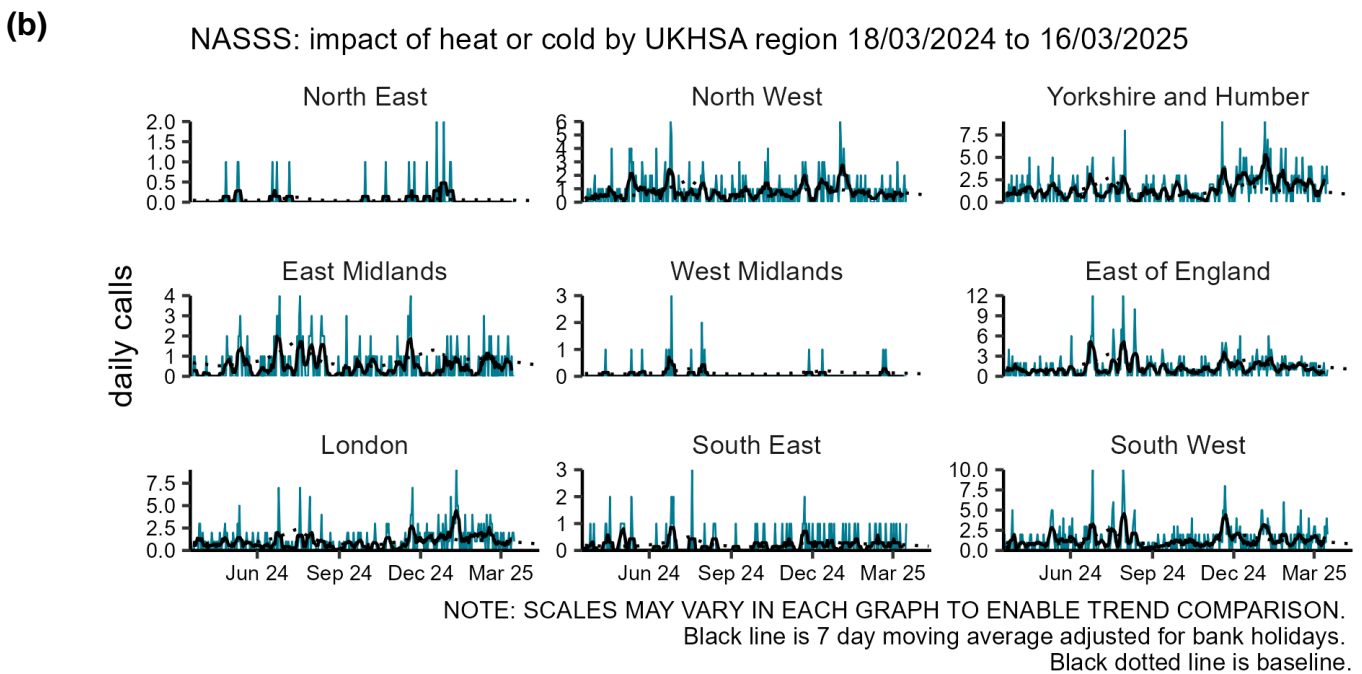 (b)
NASSS: impact of heat or cold by UKHSA region 18/03/2024 to 16/03/2025
daily calls
North East
2.0
1.5
1.0
0.5
0.0
North West
6
5
4
3
2
1
0
Yorkshire and Humber
7.5
5.0
2.5
0.0
East Midlands
4
3
2
1
0
West Midlands
3
2
1
0
East of England
12
9
6
3
0
London
7.5
5.0
2.5
0.0
Jun 24 Sep 24 Dec 24 Mar 25
South East
3
2
1
0
Jun 24 Sep 24 Dec 24 Mar 25
South West
10.0
7.5
5.0
2.5
0.0
Jun 24 Sep 24 Dec 24 Mar 25
NOTE: SCALES MAY VARY IN EACH GRAPH TO ENABLE TREND COMPARISON.
Black line is 7 day moving average adjusted for bank holidays.
Black dotted line is baseline.